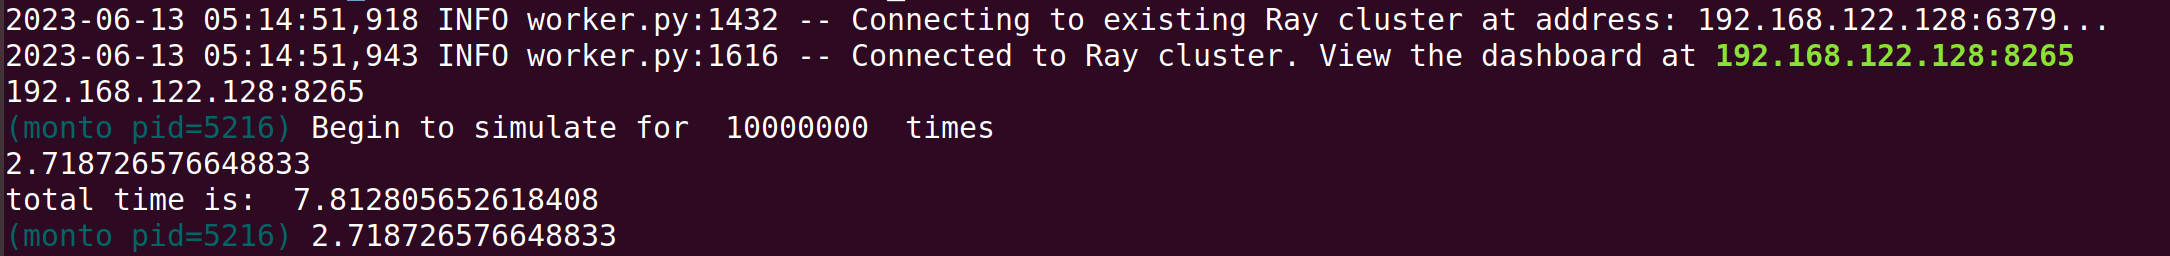 2023-06-13 05:14:51,918 INFO worker.py:1432 -- Connecting to existing Ray cluster at address: 192.168.122.128:6379...
2023-06-13 05:14:51,943 INFO worker.py:1616 -- Connected to Ray cluster. View the dashboard at 192.168.122.128:8265
192.168.122.128:8265
(monto pid=5216) Begin to simulate for  10000000  times
2.718726576648833
total time is:  7.812805652618408
(monto pid=5216) 2.718726576648833